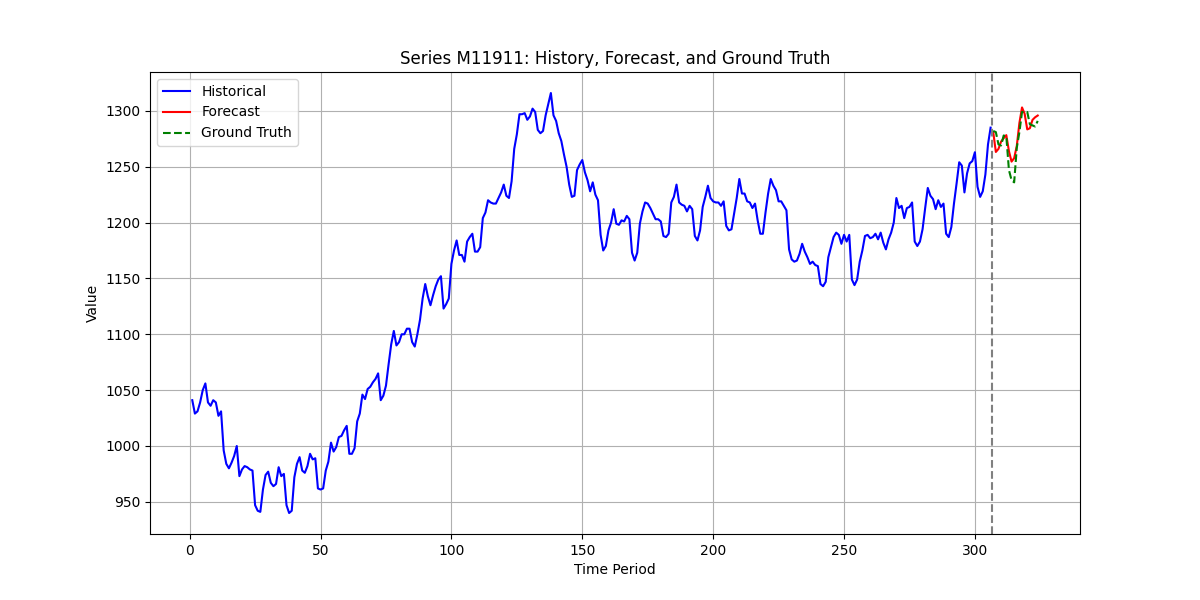 Series M11911: History, Forecast, and Ground Truth
Historical
Forecast
Ground Truth
1300
1250
1200
1150
1100
1050
1000
950
Value
0 50 100 150 200 250 300
Time Period